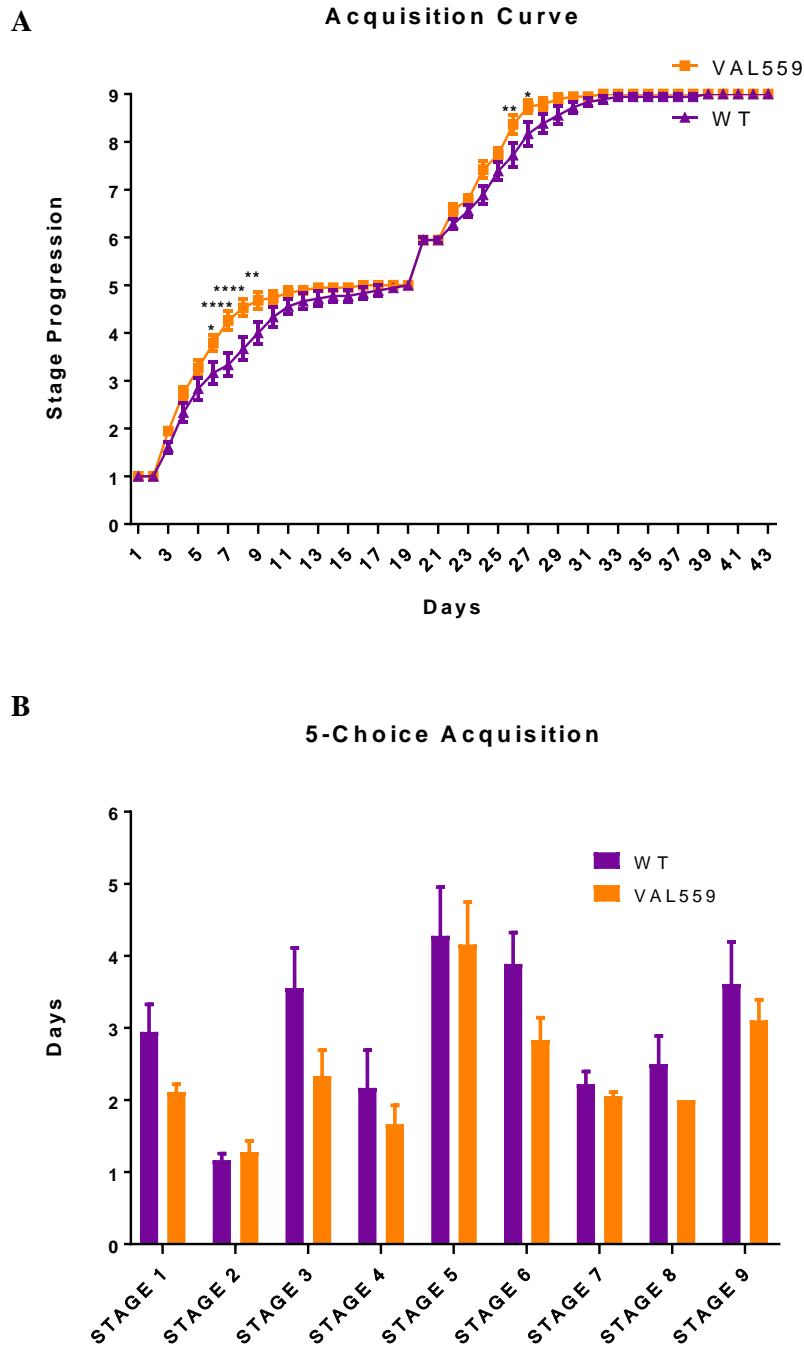 A
Acquisition Curve
VAL559
WT
Stage Progression
9
8
7
6
5
4
3
2
1
0
*
****
****
**
**
*
1 3 5 7 9 11 13 15 17 19 21 23 25 27 29 31 33 35 37 39 41 43
Days
B
5-Choice Acquisition
WT
VAL559
Days
6
5
4
3
2
1
0
STAGE 1
STAGE 2
STAGE 3
STAGE 4
STAGE 5
STAGE 6
STAGE 7
STAGE 8
STAGE 9